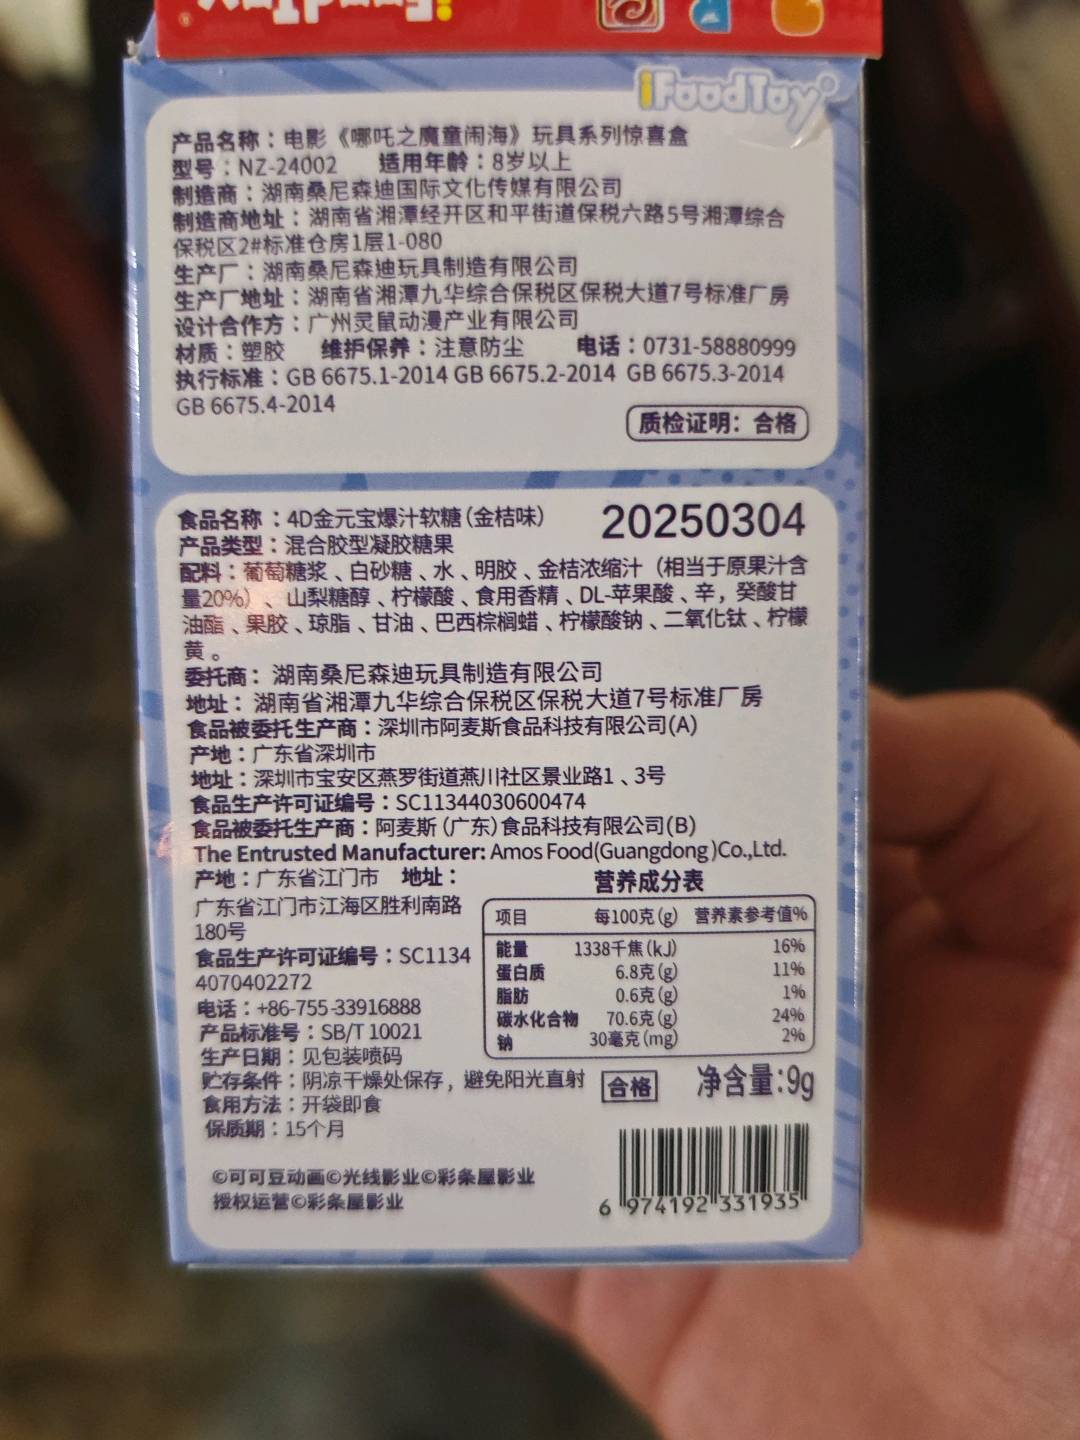 iFoodToy
iFoodToy
产品名称：电影《哪吒之魔童闹海》玩具系列惊喜盒
型号：NZ-24002 适用年龄：8岁以上
制造商：湖南桑尼森迪国际文化传媒有限公司
制造商地址：湖南省湘潭经开区和平街道保税六路5号湘潭综合
保税区2#标准仓房1层1-080
生产厂：湖南桑尼森迪玩具制造有限公司
生产厂地址：湖南省湘潭九华综合保税区保税大道7号标准厂房
设计合作方：广州灵鼠动漫产业有限公司
材质：塑胶 维护保养：注意防尘 电话：0731-58880999
执行标准：GB 6675.1-2014 GB 6675.2-2014 GB 6675.3-2014
GB 6675.4-2014
质检证明：合格
食品名称：4D金元宝爆汁软糖（金桔味）
20250304
产品类型：混合胶型凝胶糖果
配料：葡萄糖浆、白砂糖、水、明胶、金桔浓缩汁（相当于原果汁含
量20%）、山梨糖醇、柠檬酸、食用香精、DL-苹果酸、辛，癸酸甘
油酯、果胶、琼脂、甘油、巴西棕榈蜡、柠檬酸钠、二氧化钛、柠檬
黄。
委托商：湖南桑尼森迪玩具制造有限公司
地址：湖南省湘潭九华综合保税区保税大道7号标准厂房
食品被委托生产商：深圳市阿麦斯食品科技有限公司(A)
产地：广东省深圳市
地址：深圳市宝安区燕罗街道燕川社区景业路1、3号
食品生产许可证编号：SC11344030600474
食品被委托生产商：阿麦斯（广东）食品科技有限公司(B)
The Entrusted Manufacturer: Amos Food(Guangdong)Co.,Ltd.
产地：广东省江门市 地址：
广东省江门市江海区胜利南路
180号
食品生产许可证编号：SC1134
4070402272
电话：+86-755-33916888
产品标准号：SB/T 10021
生产日期：见包装喷码
贮存条件：阴凉干燥处保存，避免阳光直射
食用方法：开袋即食
保质期：15个月
营养成分表
项目 每100克(g) 营养素参考值%
能量 1338千焦(kJ) 16%
蛋白质 6.8克(g) 11%
脂肪 0.6克(g) 1%
碳水化合物 70.6克(g) 24%
钠 30毫克(mg) 2%
合格 净含量:9g
©可可豆动画©光线影业©彩条屋影业
授权运营©彩条屋影业
6 974192 331935